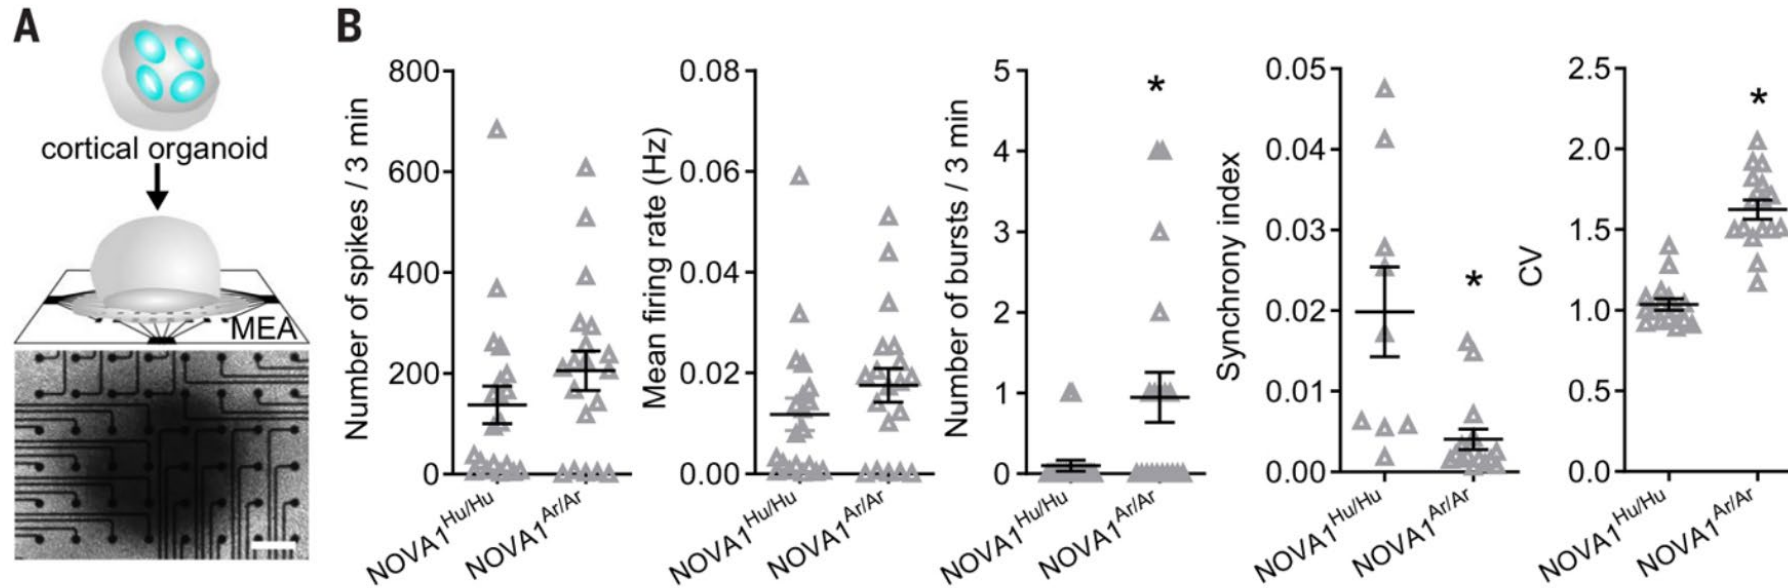 A
cortical organoid
MEA
B
Number of spikes / 3 min
800
600
400
200
0
NOVA1Hu/Hu
NOVA1Ar/Ar
Mean firing rate (Hz)
0.08
0.06
0.04
0.02
0.00
NOVA1Hu/Hu
NOVA1Ar/Ar
Number of bursts / 3 min
5
4
3
2
1
0
*
NOVA1Hu/Hu
NOVA1Ar/Ar
Synchrony index
0.05
0.04
0.03
0.02
0.01
0.00
*
NOVA1Hu/Hu
NOVA1Ar/Ar
CV
2.5
2.0
1.5
1.0
0.5
0.0
*
NOVA1Hu/Hu
NOVA1Ar/Ar